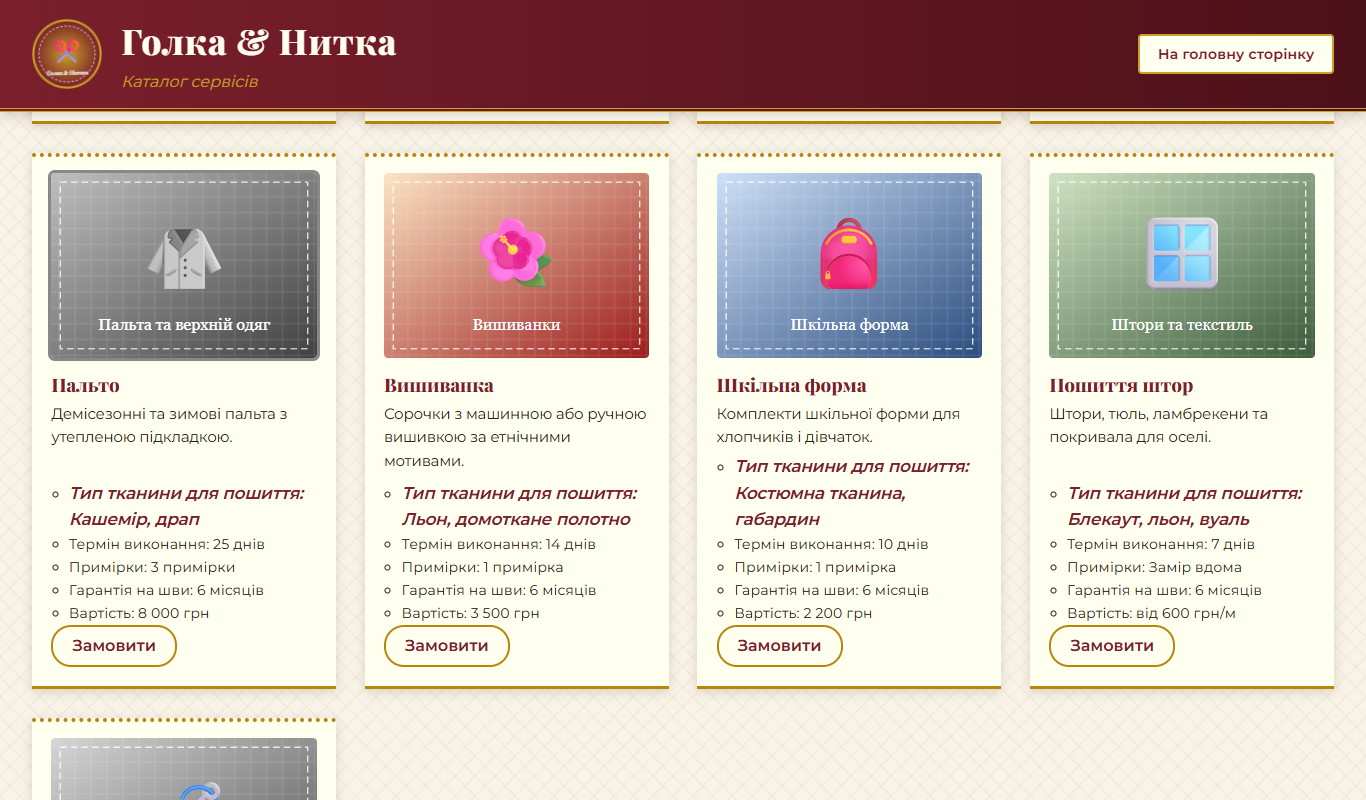 Голка & Нитка
Каталог сервісів
На головну сторінку
Пальта та верхній одяг
Пальто
Демісезонні та зимові пальта з
утепленою підкладкою.
Тип тканини для пошиття:
Кашемір, драп
Термін виконання: 25 днів
Примірки: 3 примірки
Гарантія на шви: 6 місяців
Вартість: 8 000 грн
Замовити
Вишиванки
Вишиванка
Сорочки з машинною або ручною
вишивкою за етнічними
мотивами.
Тип тканини для пошиття:
Льон, домоткане полотно
Термін виконання: 14 днів
Примірки: 1 примірка
Гарантія на шви: 6 місяців
Вартість: 3 500 грн
Замовити
Шкільна форма
Шкільна форма
Комплекти шкільної форми для
хлопчиків і дівчаток.
Тип тканини для пошиття:
Костюмна тканина,
габардин
Термін виконання: 10 днів
Примірки: 1 примірка
Гарантія на шви: 6 місяців
Вартість: 2 200 грн
Замовити
Штори та текстиль
Пошиття штор
Штори, тюль, ламбрекени та
покривала для оселі.
Тип тканини для пошиття:
Блекаут, льон, вуаль
Термін виконання: 7 днів
Примірки: Замір вдома
Гарантія на шви: 6 місяців
Вартість: від 600 грн/м
Замовити